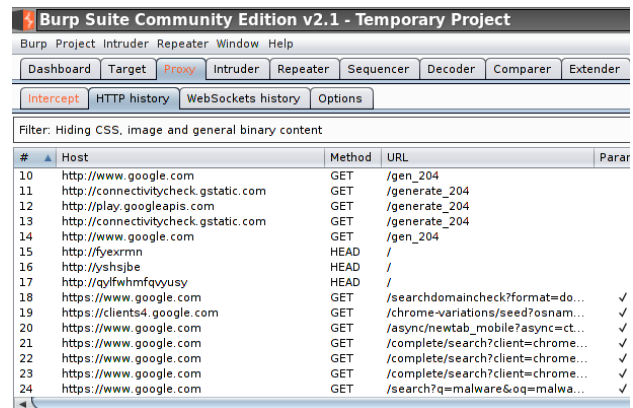 Burp Suite Community Edition v2.1 - Temporary Project
Burp Project Intruder Repeater Window Help
Dashboard Target Proxy Intruder Repeater Sequencer Decoder Comparer Extender
Intercept HTTP history WebSockets history Options
Filter: Hiding CSS, image and general binary content
# Host Method URL Paran
10 http://www.google.com GET /gen_204
11 http://connectivitycheck.gstatic.com GET /generate_204
12 http://play.googleapis.com GET /generate_204
13 http://connectivitycheck.gstatic.com GET /generate_204
14 http://www.google.com GET /gen_204
15 http://fyexrmn HEAD /
16 http://yshsjbe HEAD /
17 http://qylfwhmfqvyusy HEAD /
18 https://www.google.com GET /searchdomaincheck?format=do... ✓
19 https://clients4.google.com GET /chrome-variations/seed?osnam... ✓
20 https://www.google.com GET /async/newtab_mobile?async=ct... ✓
21 https://www.google.com GET /complete/search?client=chrome... ✓
22 https://www.google.com GET /complete/search?client=chrome... ✓
23 https://www.google.com GET /complete/search?client=chrome... ✓
24 https://www.google.com GET /search?q=malware&oq=malwa... ✓